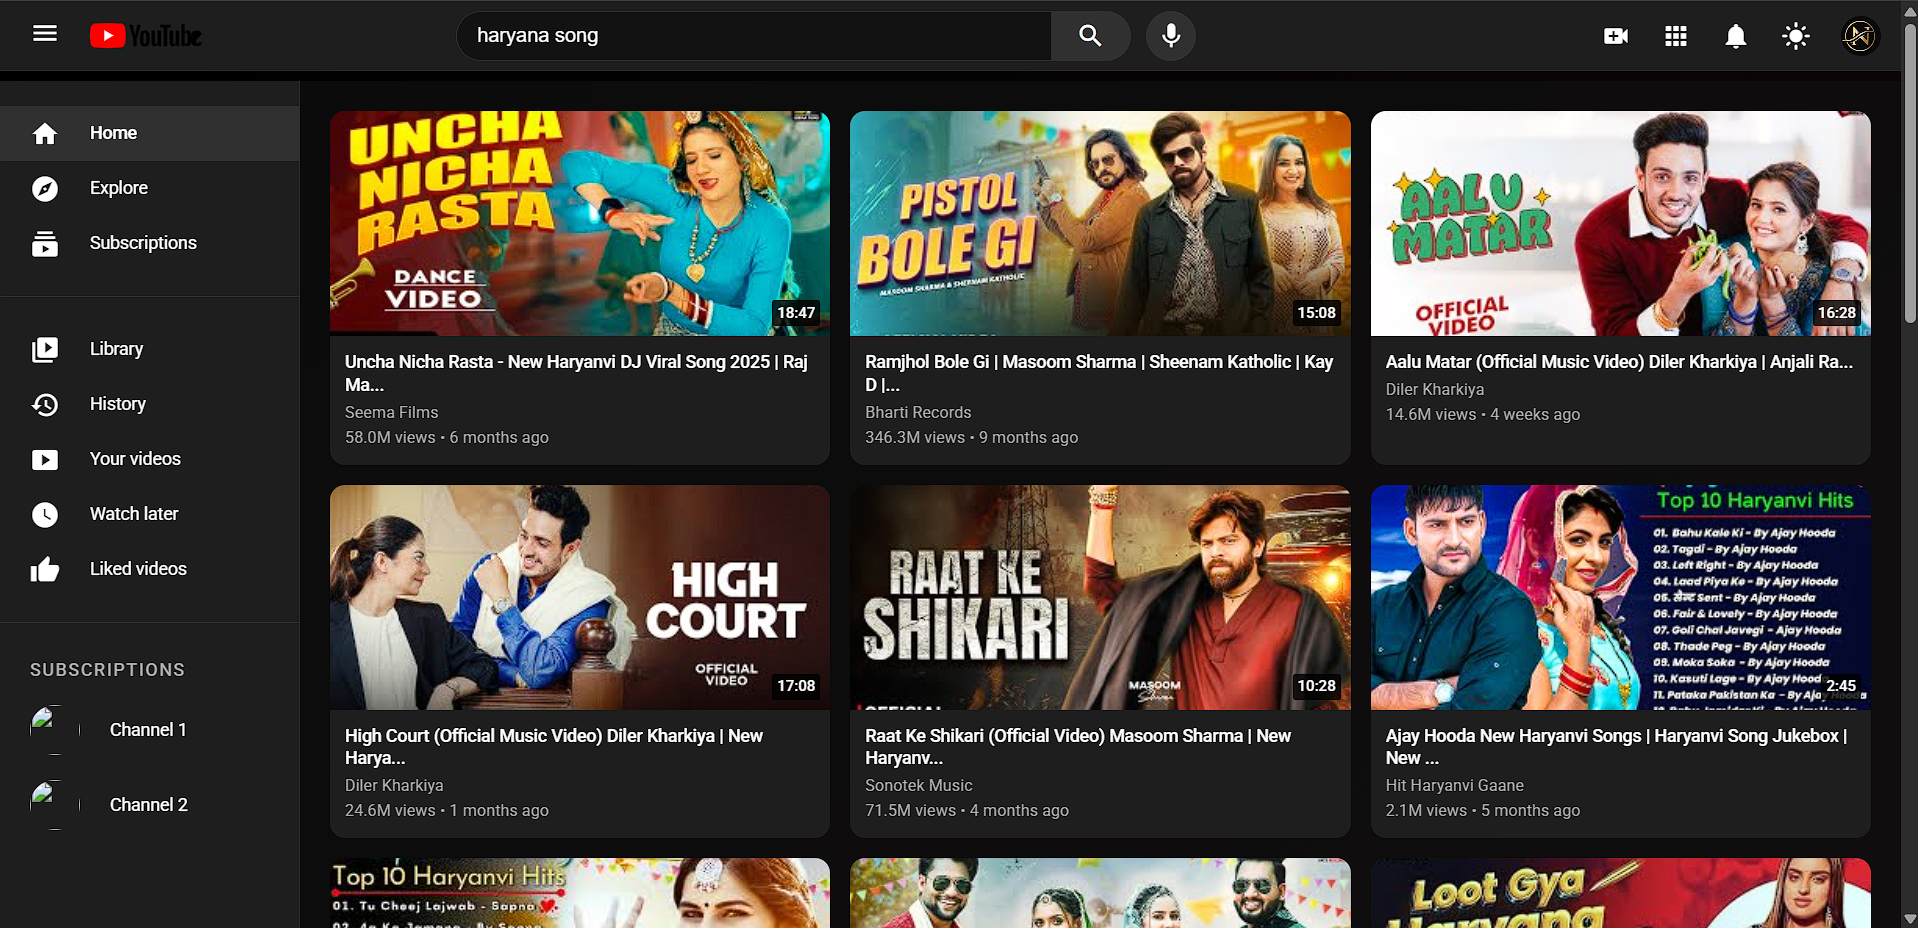 YouTube
haryana song
Home
Explore
Subscriptions
Library
History
Your videos
Watch later
Liked videos
SUBSCRIPTIONS
Channel 1
Channel 2
UNCHA
NICHA
RASTA
DANCE
VIDEO
18:47
Uncha Nicha Rasta - New Haryanvi DJ Viral Song 2025 | Raj
Ma...
Seema Films
58.0M views • 6 months ago
PISTOL
BOLE GI
MASOOM SHARMA & SHEENAM KATHOLIC
15:08
Ramjhol Bole Gi | Masoom Sharma | Sheenam Katholic | Kay
D |...
Bharti Records
346.3M views • 9 months ago
AALU
MATAR
OFFICIAL
VIDEO
16:28
Aalu Matar (Official Music Video) Diler Kharkiya | Anjali Ra...
Diler Kharkiya
14.6M views • 4 weeks ago
HIGH
COURT
OFFICIAL
VIDEO
17:08
High Court (Official Music Video) Diler Kharkiya | New
Harya...
Diler Kharkiya
24.6M views • 1 months ago
RAAT KE
SHIKARI
MASOOM
Sharma
OFFICIAL
10:28
Raat Ke Shikari (Official Video) Masoom Sharma | New
Haryanv...
Sonotek Music
71.5M views • 4 months ago
Top 10 Haryanvi Hits
01. Bahu Kale Ki - By Ajay Hooda
02. Tagdi - By Ajay Hooda
03. Left Right - By Ajay Hooda
04. Laad Piya Ke - By Ajay Hooda
05. सैन्ट Sent - By Ajay Hooda
06. Fair & Lovely - By Ajay Hooda
07. Goli Chal Javegi - Ajay Hooda
08. Thade Peg - By Ajay Hooda
09. Moka Soka - By Ajay Hooda
10. Kasuti Lage - By Ajay Hood
11. Pataka Pakistan Ka - By Aja
2:45
Ajay Hooda New Haryanvi Songs | Haryanvi Song Jukebox |
New ...
Hit Haryanvi Gaane
2.1M views • 5 months ago
Top 10 Haryanvi Hits
01. Tu Cheej Lajwab - Sapna
Loot Gya
Haryana